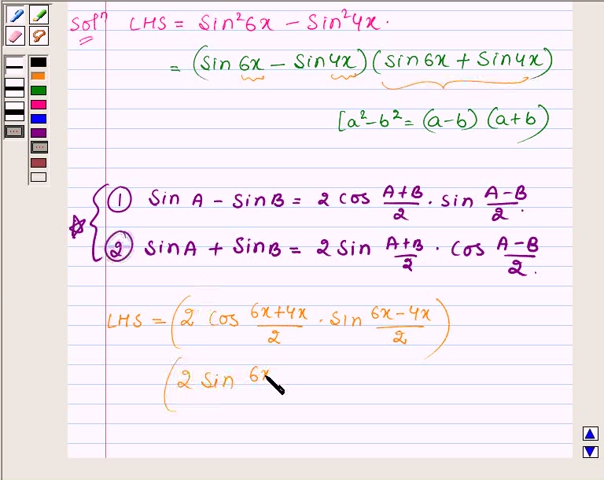 Solⁿ LHS = Sin²6x − Sin²4x.
= (Sin 6x − Sin 4x) (Sin 6x + Sin 4x)
[a²−b² = (a−b) (a+b)
① Sin A − Sin B = 2 cos A+B/2 . sin A−B/2.
② Sin A + Sin B = 2 Sin A+B/2 . cos A−B/2.
LHS = (2 cos 6x+4x/2 . sin 6x−4x/2)
(2 sin 6x